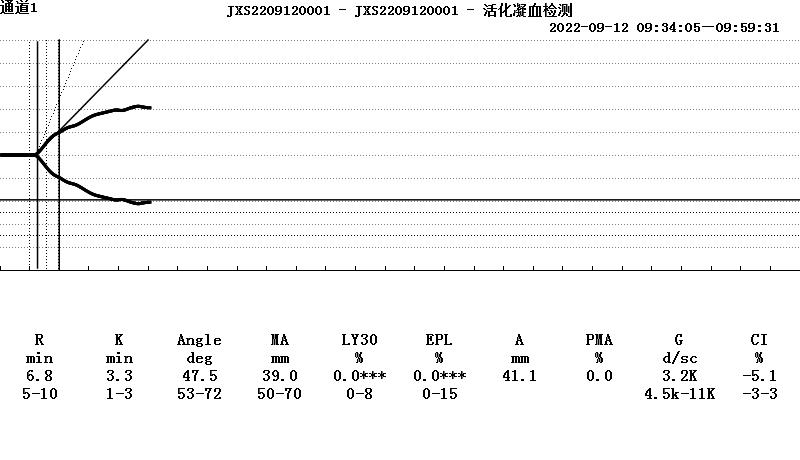 通道1
JXS2209120001 - JXS2209120001 - 活化凝血检测
2022-09-12 09:34:05--09:59:31
R K Angle MA LY30 EPL A PMA G CI
min min deg mm % % mm % d/sc %
6.8 3.3 47.5 39.0 0.0*** 0.0*** 41.1 0.0 3.2K -5.1
5-10 1-3 53-72 50-70 0-8 0-15 4.5k-11K -3-3